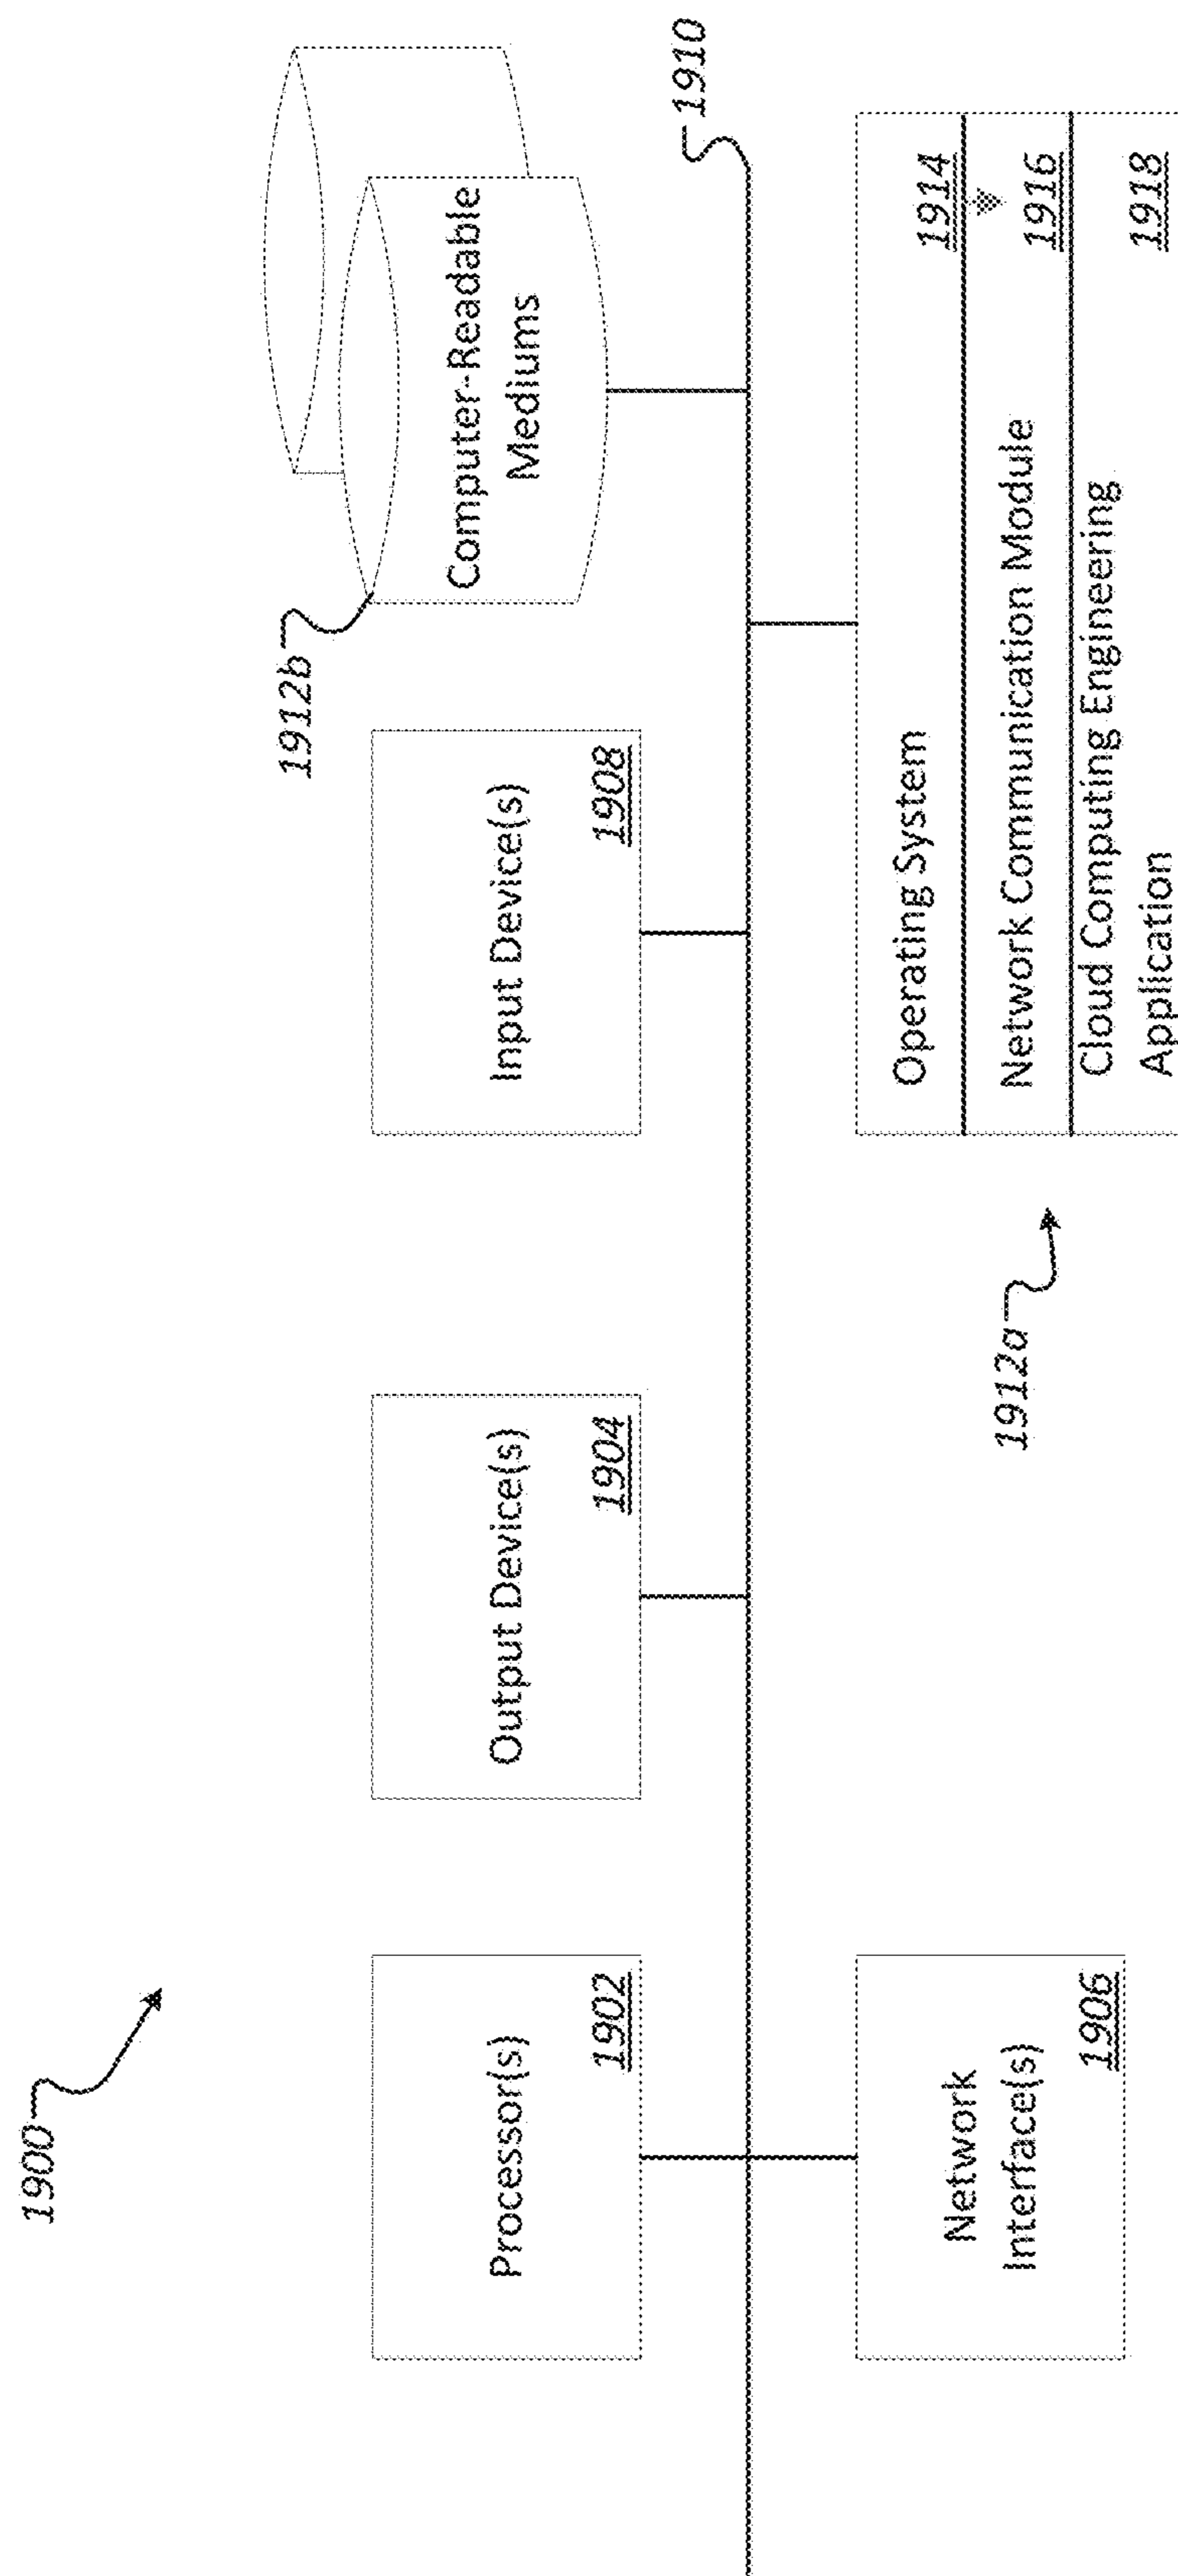 1900
1912b
Computer-Readable
Mediums
Processor(s)
1902
Output Device(s)
1904
Input Device(s)
1908
1910
Network
Interface(s)
1906
1912a
Operating System
1914
Network Communication Module
1916
Cloud Computing Engineering
Application
1918